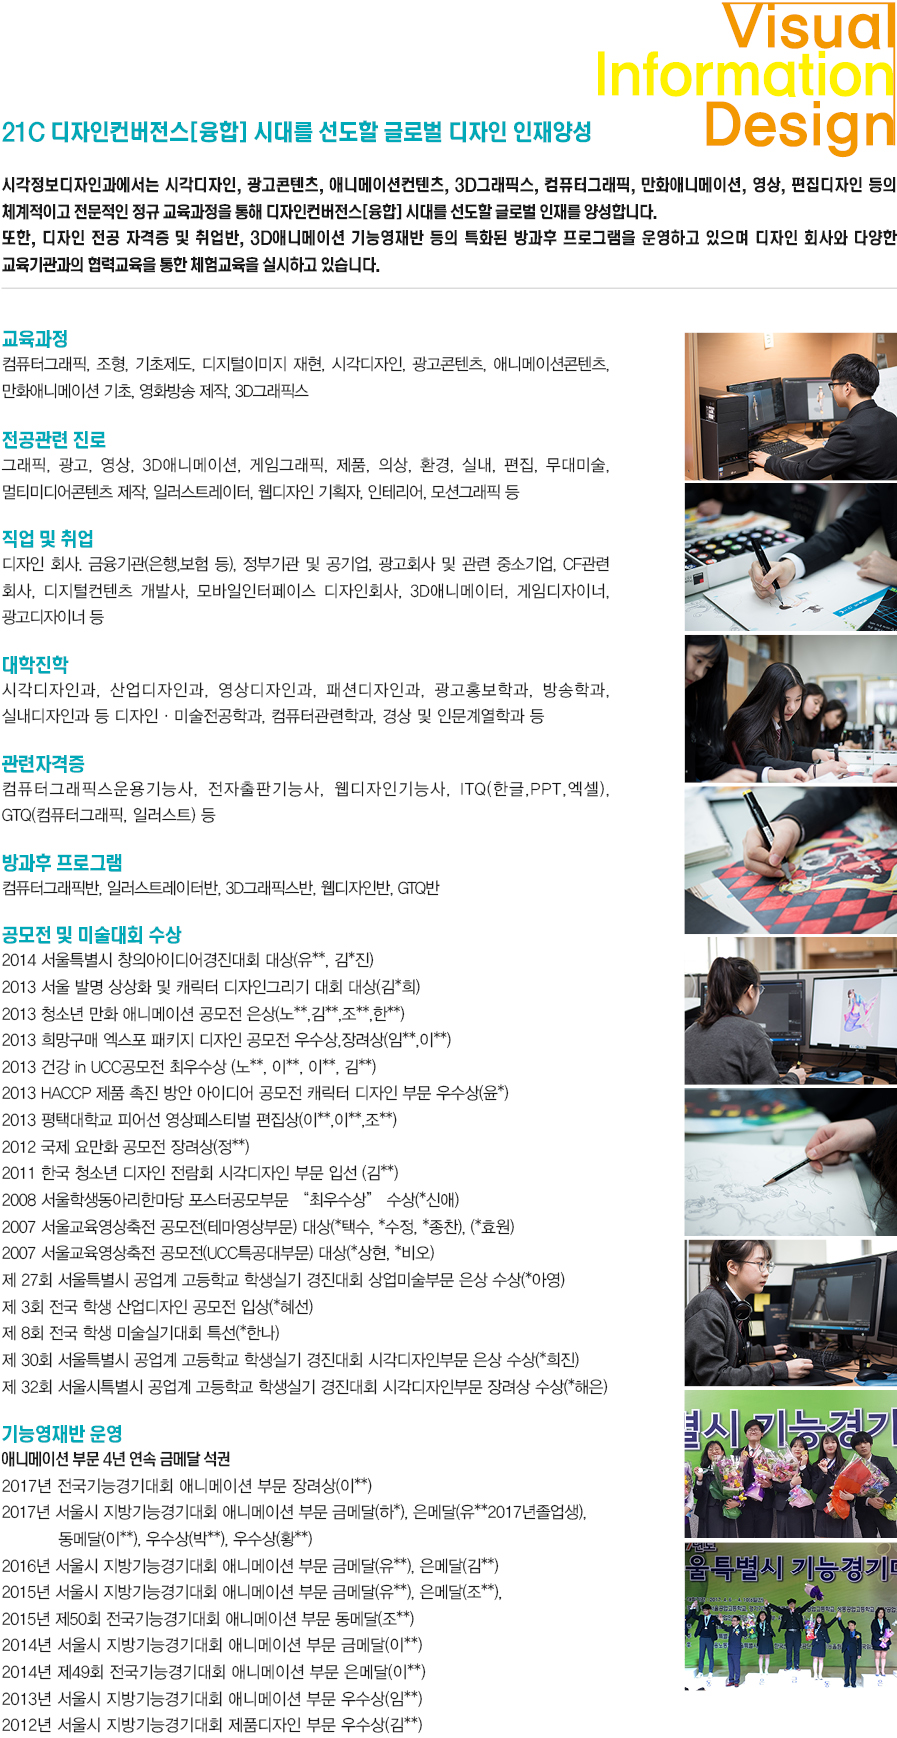 Visual
Information
Design
21C 디자인컨버전스[융합] 시대를 선도할 글로벌 디자인 인재양성
시각정보디자인과에서는 시각디자인, 광고콘텐츠, 애니메이션컨텐츠, 3D그래픽스, 컴퓨터그래픽, 만화애니메이션, 영상, 편집디자인 등의
체계적이고 전문적인 정규 교육과정을 통해 디자인컨버전스[융합] 시대를 선도할 글로벌 인재를 양성합니다.
또한, 디자인 전공 자격증 및 취업반, 3D애니메이션 기능영재반 등의 특화된 방과후 프로그램을 운영하고 있으며 디자인 회사와 다양한
교육기관과의 협력교육을 통한 체험교육을 실시하고 있습니다.
교육과정
컴퓨터그래픽, 조형, 기초제도, 디지털이미지 재현, 시각디자인, 광고콘텐츠, 애니메이션콘텐츠,
만화애니메이션 기초, 영화방송 제작, 3D그래픽스
전공관련 진로
그래픽, 광고, 영상, 3D애니메이션, 게임그래픽, 제품, 의상, 환경, 실내, 편집, 무대미술,
멀티미디어콘텐츠 제작, 일러스트레이터, 웹디자인 기획자, 인테리어, 모션그래픽 등
직업 및 취업
디자인 회사, 금융기관(은행,보험 등), 정부기관 및 공기업, 광고회사 및 관련 중소기업, CF관련
회사, 디지털컨텐츠 개발사, 모바일인터페이스 디자인회사, 3D애니메이터, 게임디자이너,
광고디자이너 등
대학진학
시각디자인과, 산업디자인과, 영상디자인과, 패션디자인과, 광고홍보학과, 방송학과,
실내디자인과 등 디자인 · 미술전공학과, 컴퓨터관련학과, 경상 및 인문계열학과 등
관련자격증
컴퓨터그래픽스운용기능사, 전자출판기능사, 웹디자인기능사, ITQ(한글,PPT,엑셀),
GTQ(컴퓨터그래픽, 일러스트) 등
방과후 프로그램
컴퓨터그래픽반, 일러스트레이터반, 3D그래픽스반, 웹디자인반, GTQ반
공모전 및 미술대회 수상
2014 서울특별시 창의아이디어경진대회 대상(유**, 김*진)
2013 서울 발명 상상화 및 캐릭터 디자인그리기 대회 대상(김*희)
2013 청소년 만화 애니메이션 공모전 은상(노**,김**,조**,한**)
2013 희망구매 엑스포 패키지 디자인 공모전 우수상,장려상(임**,이**)
2013 건강 in UCC공모전 최우수상 (노**, 이**, 이**, 김**)
2013 HACCP 제품 촉진 방안 아이디어 공모전 캐릭터 디자인 부문 우수상(윤*)
2013 평택대학교 피어선 영상페스티벌 편집상(이**,이**,조**)
2012 국제 요만화 공모전 장려상(정**)
2011 한국 청소년 디자인 전람회 시각디자인 부문 입선 (김**)
2008 서울학생동아리한마당 포스터공모부문 “최우수상” 수상(*신애)
2007 서울교육영상축전 공모전(테마영상부문) 대상(*택수, *수정, *종찬), (*효원)
2007 서울교육영상축전 공모전(UCC특공대부문) 대상(*상현, *비오)
제 27회 서울특별시 공업계 고등학교 학생실기 경진대회 상업미술부문 은상 수상(*아영)
제 3회 전국 학생 산업디자인 공모전 입상(*혜선)
제 8회 전국 학생 미술실기대회 특선(*한나)
제 30회 서울특별시 공업계 고등학교 학생실기 경진대회 시각디자인부문 은상 수상(*희진)
제 32회 서울시특별시 공업계 고등학교 학생실기 경진대회 시각디자인부문 장려상 수상(*해은)
기능영재반 운영
애니메이션 부문 4년 연속 금메달 석권
2017년 전국기능경기대회 애니메이션 부문 장려상(이**)
2017년 서울시 지방기능경기대회 애니메이션 부문 금메달(하*), 은메달(유**2017년졸업생),
동메달(이**), 우수상(박**), 우수상(황**)
2016년 서울시 지방기능경기대회 애니메이션 부문 금메달(유**), 은메달(김**)
2015년 서울시 지방기능경기대회 애니메이션 부문 금메달(유**), 은메달(조**),
2015년 제50회 전국기능경기대회 애니메이션 부문 동메달(조**)
2014년 서울시 지방기능경기대회 애니메이션 부문 금메달(이**)
2014년 제49회 전국기능경기대회 애니메이션 부문 은메달(이**)
2013년 서울시 지방기능경기대회 애니메이션 부문 우수상(임**)
2012년 서울시 지방기능경기대회 제품디자인 부문 우수상(김**)
별시 기능경기
울특별시 기능경기대